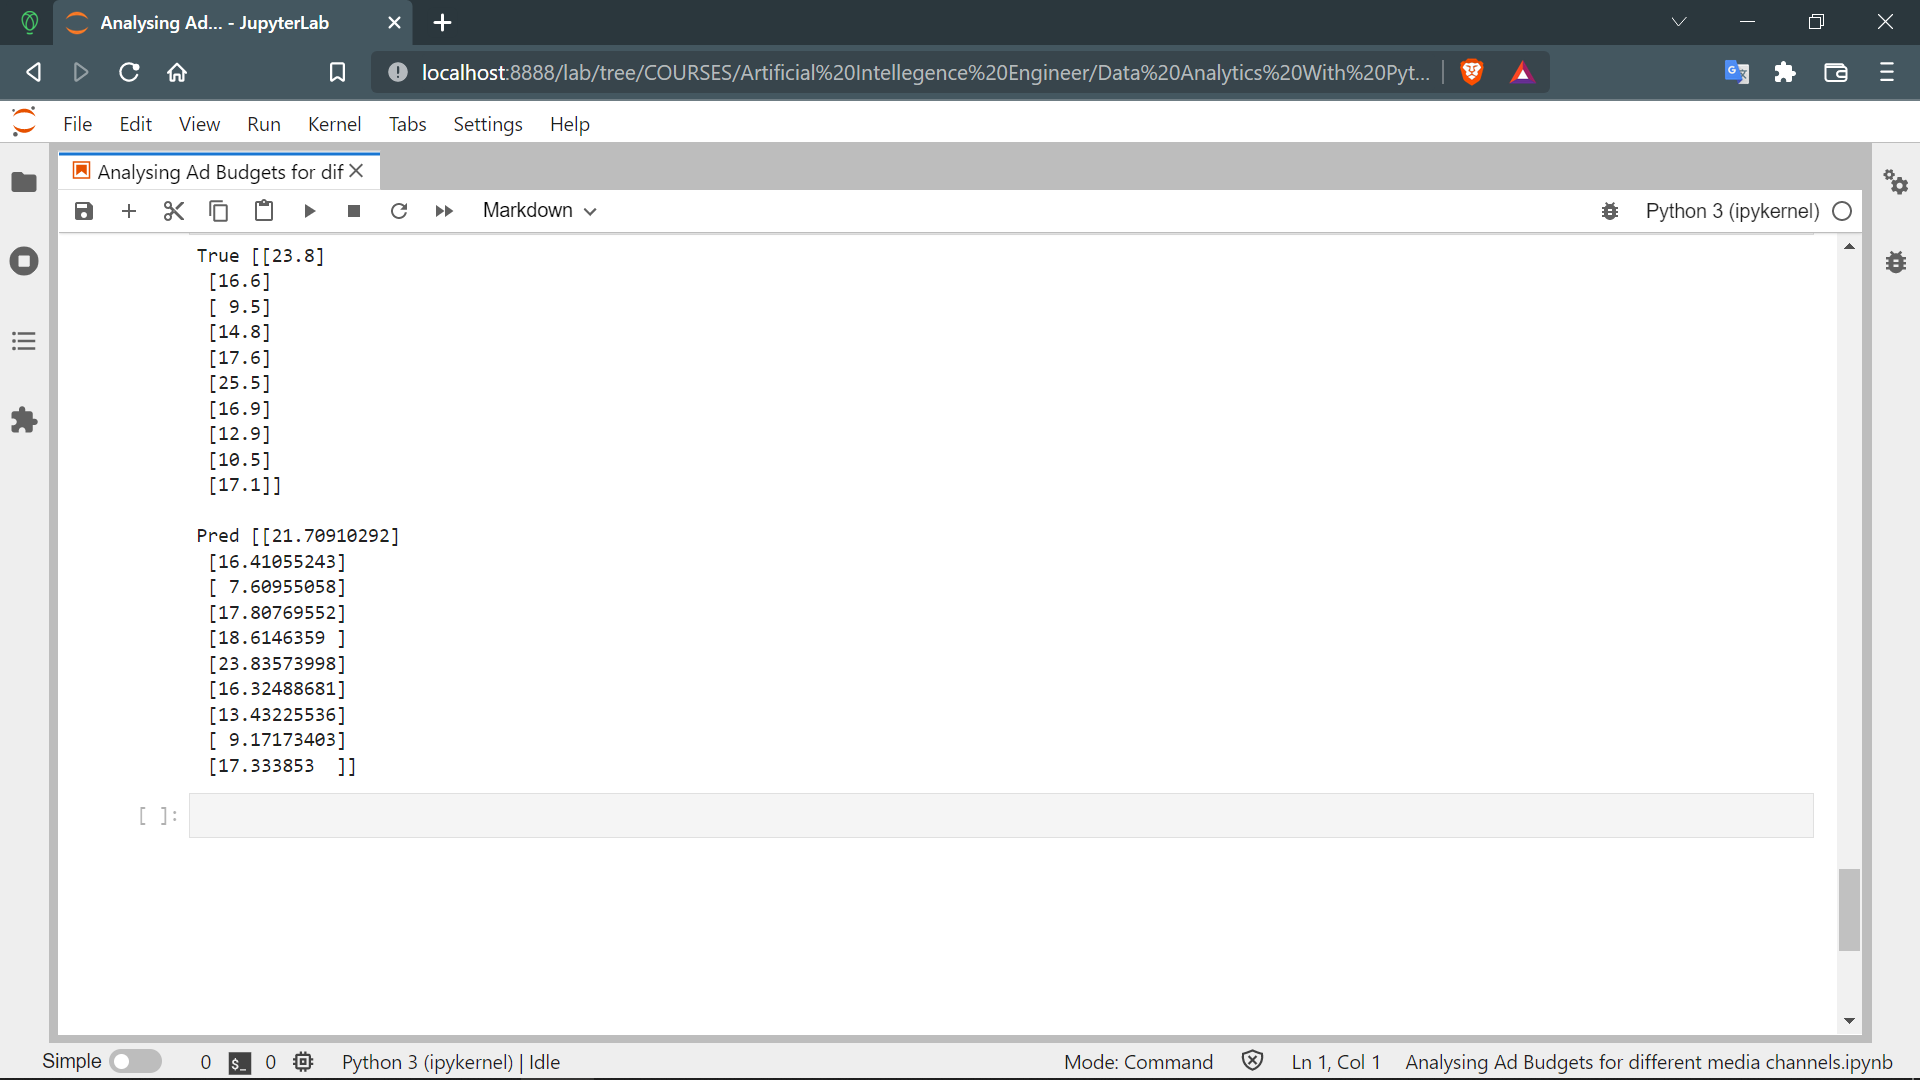 Analysing Ad... - JupyterLab
localhost:8888/lab/tree/COURSES/Artificial%20Intellegence%20Engineer/Data%20Analytics%20With%20Pyt...
File Edit View Run Kernel Tabs Settings Help
Analysing Ad Budgets for dif
Markdown Python 3 (ipykernel)
True [[23.8]
[16.6]
[ 9.5]
[14.8]
[17.6]
[25.5]
[16.9]
[12.9]
[10.5]
[17.1]]
Pred [[21.70910292]
[16.41055243]
[ 7.60955058]
[17.80769552]
[18.6146359 ]
[23.83573998]
[16.32488681]
[13.43225536]
[ 9.17173403]
[17.333853  ]]
[ ]:
Simple 0 $_ 0 Python 3 (ipykernel) | Idle Mode: Command Ln 1, Col 1 Analysing Ad Budgets for different media channels.ipynb